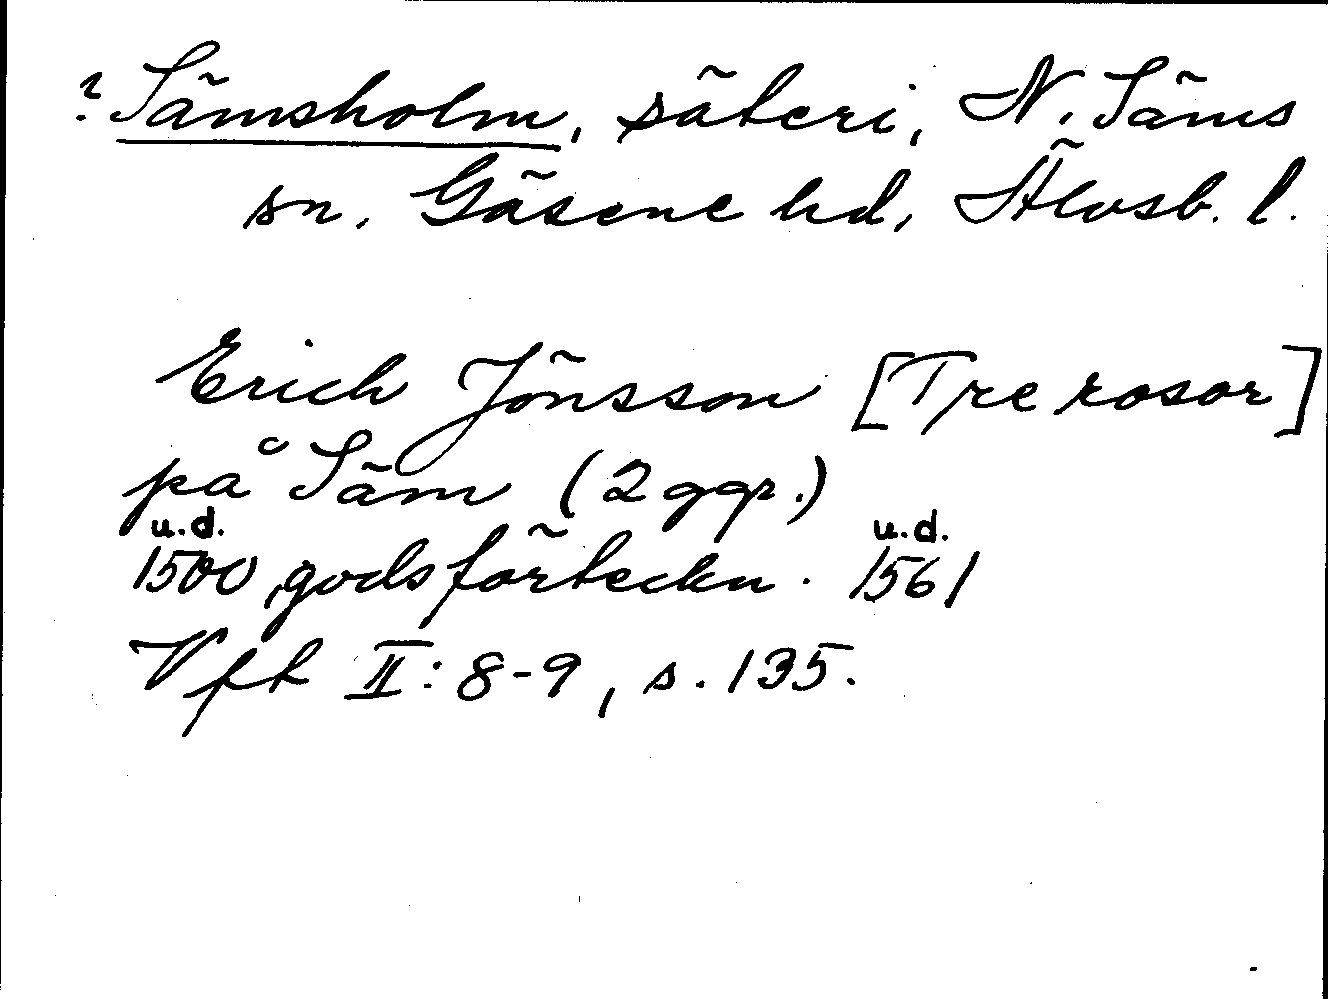 ? Sämsholm, säteri, N. Säms
sn, Gäsene hd, Älvsb. l.
Erich Jönsson [Tre rosor]
på Säm (2 ggr.)
u.d. u.d.
1500, godsförteckn. 1561
Vft II: 8-9, s. 135.